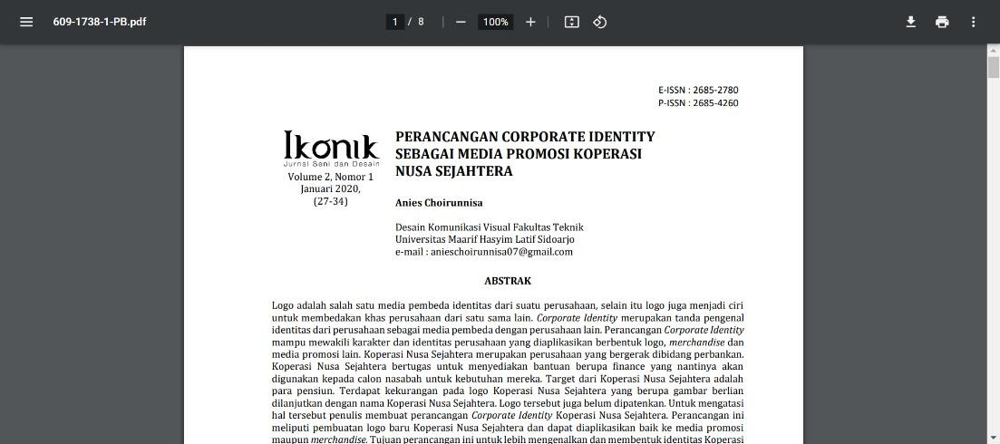 609-1738-1-PB.pdf
1 / 8
100%
E-ISSN : 2685-2780
P-ISSN : 2685-4260
Ikonik
Jurnal Seni dan Desain
Volume 2, Nomor 1
Januari 2020,
(27-34)
PERANCANGAN CORPORATE IDENTITY
SEBAGAI MEDIA PROMOSI KOPERASI
NUSA SEJAHTERA
Anies Choirunnisa
Desain Komunikasi Visual Fakultas Teknik
Universitas Maarif Hasyim Latif Sidoarjo
e-mail : anieschoirunnisa07@gmail.com
ABSTRAK
Logo adalah salah satu media pembeda identitas dari suatu perusahaan, selain itu logo juga menjadi ciri
untuk membedakan khas perusahaan dari satu sama lain. Corporate Identity merupakan tanda pengenal
identitas dari perusahaan sebagai media pembeda dengan perusahaan lain. Perancangan Corporate Identity
mampu mewakili karakter dan identitas perusahaan yang diaplikasikan berbentuk logo, merchandise dan
media promosi lain. Koperasi Nusa Sejahtera merupakan perusahaan yang bergerak dibidang perbankan.
Koperasi Nusa Sejahtera bertugas untuk menyediakan bantuan berupa finance yang nantinya akan
digunakan kepada calon nasabah untuk kebutuhan mereka. Target dari Koperasi Nusa Sejahtera adalah
para pensiun. Terdapat kekurangan pada logo Koperasi Nusa Sejahtera yang berupa gambar berlian
dilanjutkan dengan nama Koperasi Nusa Sejahtera. Logo tersebut juga belum dipatenkan. Untuk mengatasi
hal tersebut penulis membuat perancangan Corporate Identity Koperasi Nusa Sejahtera. Perancangan ini
meliputi pembuatan logo baru Koperasi Nusa Sejahtera dan dapat diaplikasikan baik ke media promosi
maupun merchandise. Tujuan perancangan ini untuk lebih mengenalkan dan membentuk identitas Koperasi